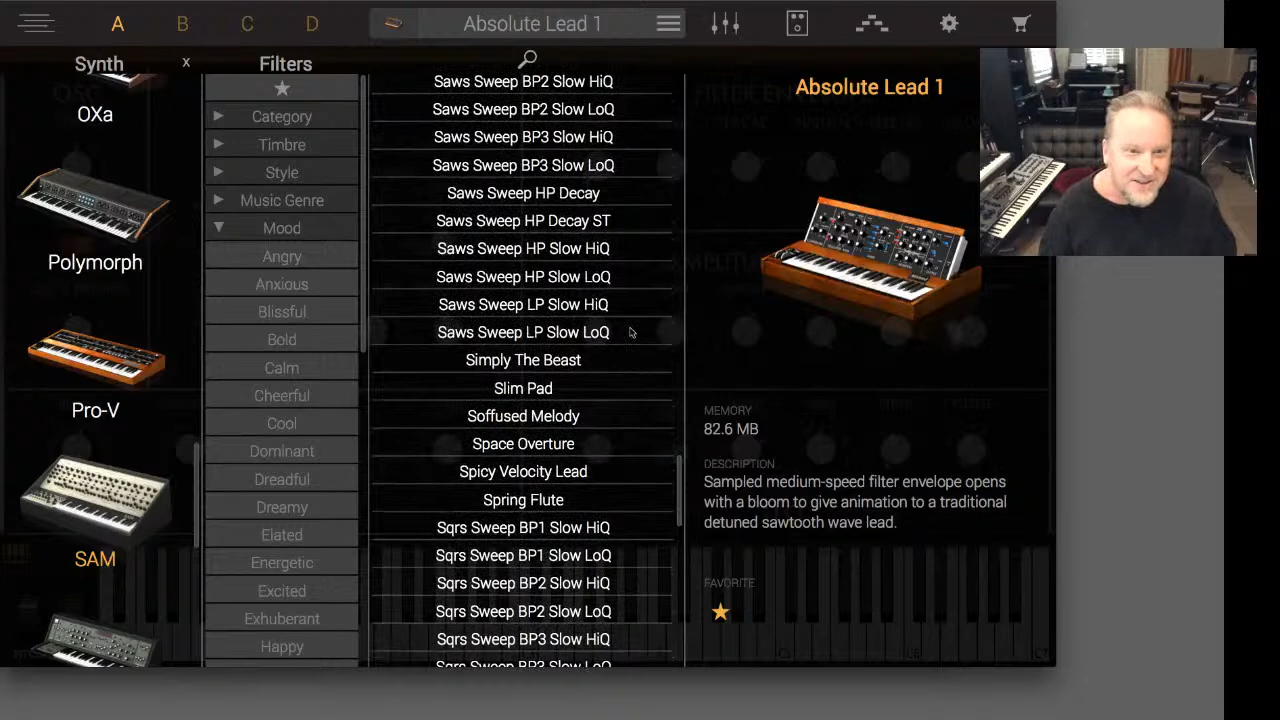 A B C D Absolute Lead 1
Synth x Filters
Absolute Lead 1
OXa
Polymorph
Pro-V
SAM
Category
Timbre
Style
Music Genre
Mood
Angry
Anxious
Blissful
Bold
Calm
Cheerful
Cool
Dominant
Dreadful
Dreamy
Elated
Energetic
Excited
Exhuberant
Happy
Saws Sweep BP2 Slow HiQ
Saws Sweep BP2 Slow LoQ
Saws Sweep BP3 Slow HiQ
Saws Sweep BP3 Slow LoQ
Saws Sweep HP Decay
Saws Sweep HP Decay ST
Saws Sweep HP Slow HiQ
Saws Sweep HP Slow LoQ
Saws Sweep LP Slow HiQ
Saws Sweep LP Slow LoQ
Simply The Beast
Slim Pad
Soffused Melody
Space Overture
Spicy Velocity Lead
Spring Flute
Sqrs Sweep BP1 Slow HiQ
Sqrs Sweep BP1 Slow LoQ
Sqrs Sweep BP2 Slow HiQ
Sqrs Sweep BP2 Slow LoQ
Sqrs Sweep BP3 Slow HiQ
Sqrs Sweep BP3 Slow LoQ
MEMORY
82.6 MB
DESCRIPTION
Sampled medium-speed filter envelope opens
with a bloom to give animation to a traditional
detuned sawtooth wave lead.
FAVORITE